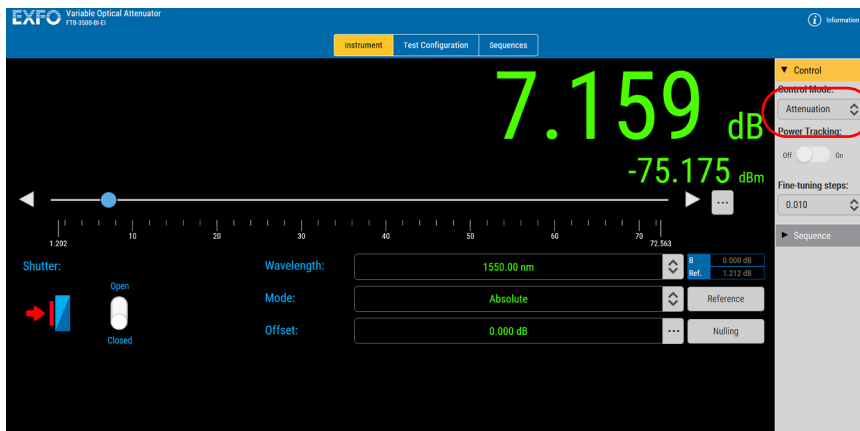 EXFO
Variable Optical Attenuator
FTB-3500-BI-EI
Information
Instrument
Test Configuration
Sequences
Control
Control Mode:
Attenuation
Power Tracking:
Off
On
Fine-tuning steps:
0.010
Sequence
7.159 dB
-75.175 dBm
...
1.202
10
20
30
40
50
60
70
72.563
Shutter:
Open
Closed
Wavelength:
1550.00 nm
B 0.000 dB
Ref. 1.212 dB
Mode:
Absolute
Reference
Offset:
0.000 dB
...
Nulling